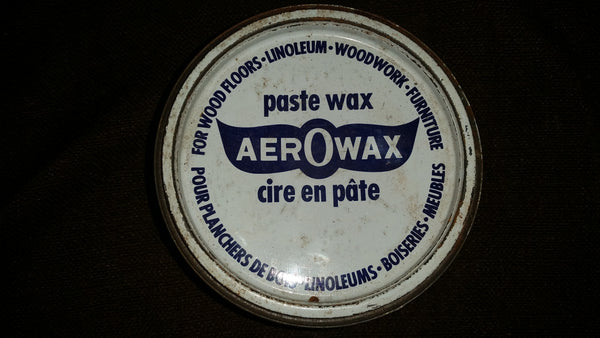 FOR WOOD FLOORS · LINOLEUM · WOODWORK · FURNITURE
paste wax
AEROWAX
cire en pâte
POUR PLANCHERS DE BOIS · LINOLEUMS · BOISERIES · MEUBLES